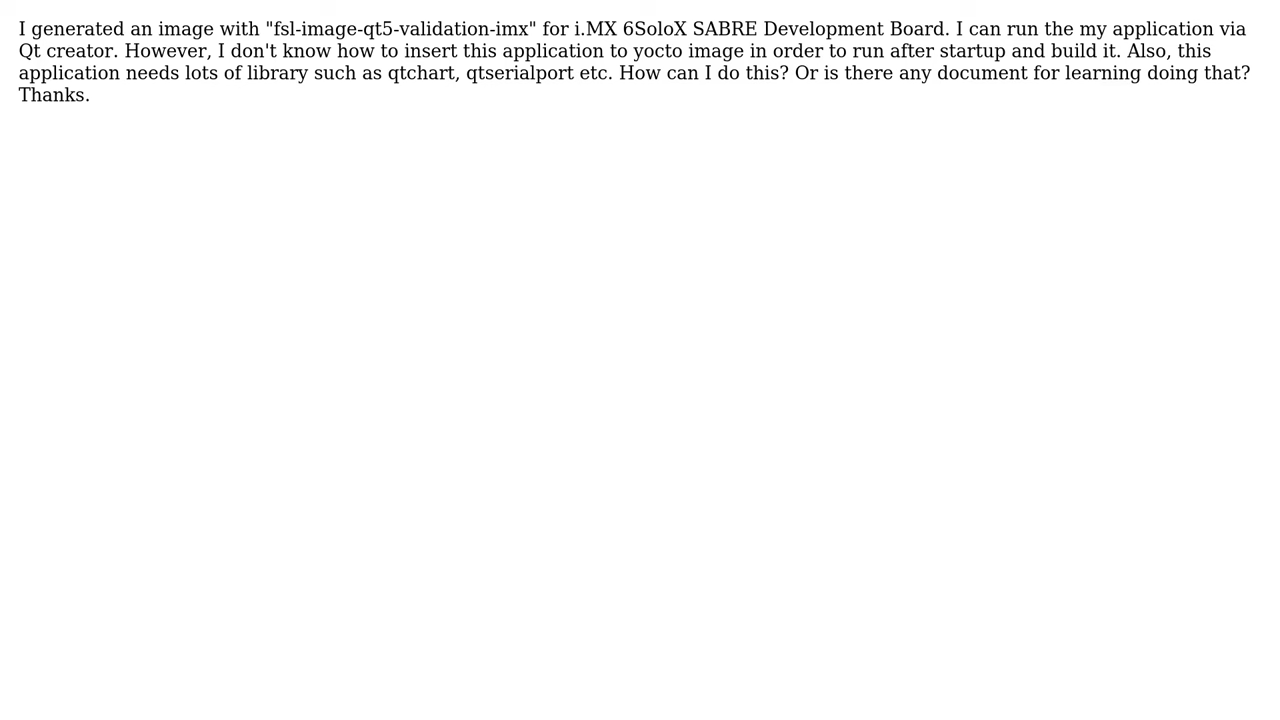 I generated an image with "fsl-image-qt5-validation-imx" for i.MX 6SoloX SABRE Development Board. I can run the my application via
Qt creator. However, I don't know how to insert this application to yocto image in order to run after startup and build it. Also, this
application needs lots of library such as qtchart, qtserialport etc. How can I do this? Or is there any document for learning doing that?
Thanks.